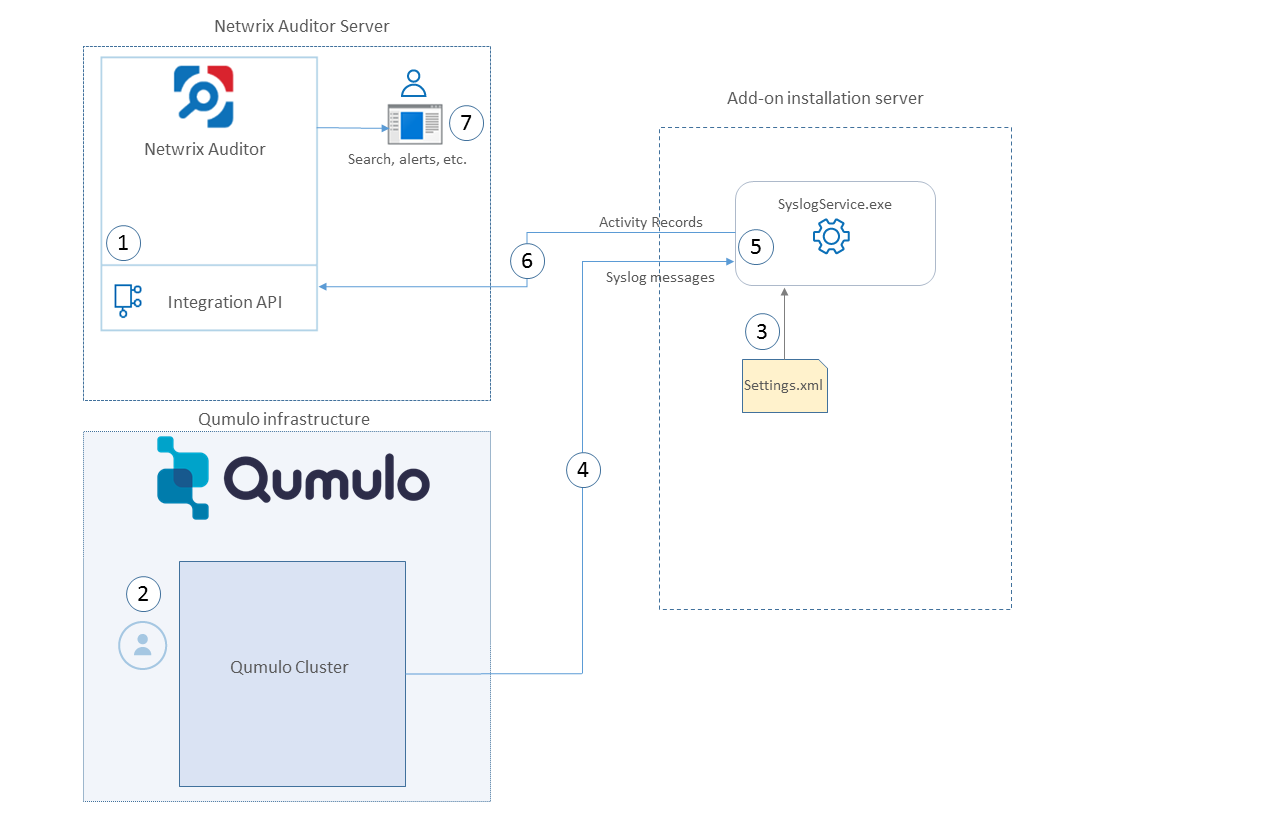 Netwrix Auditor Server
Netwrix Auditor
7
Search, alerts, etc.
1
Integration API
Add-on installation server
SyslogService.exe
Activity Records
5
6
Syslog messages
3
Settings.xml
Qumulo infrastructure
Qumulo
4
2
Qumulo Cluster